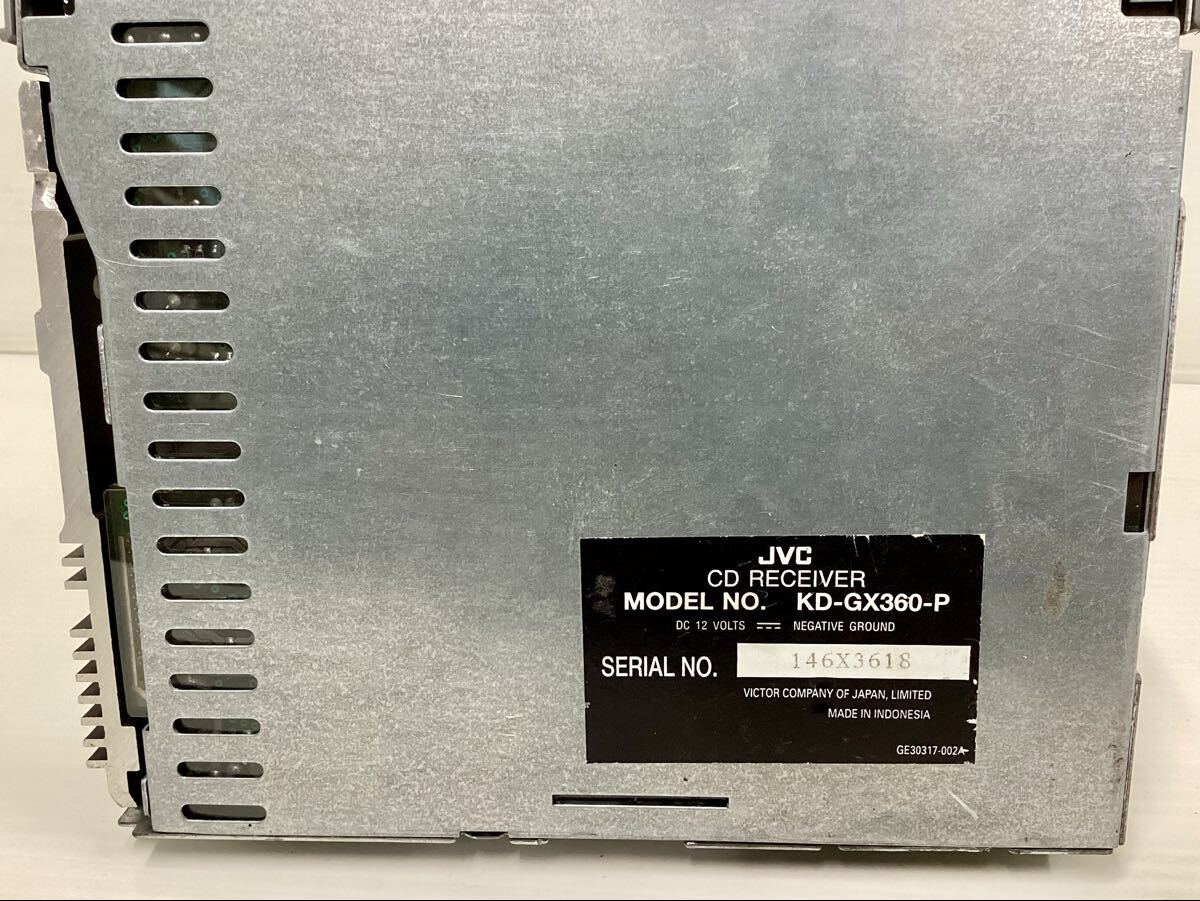 JVC
CD RECEIVER
MODEL NO. KD-GX360-P
DC 12 VOLTS ⎓ NEGATIVE GROUND
SERIAL NO. 146X3618
VICTOR COMPANY OF JAPAN, LIMITED
MADE IN INDONESIA
GE30317-002A